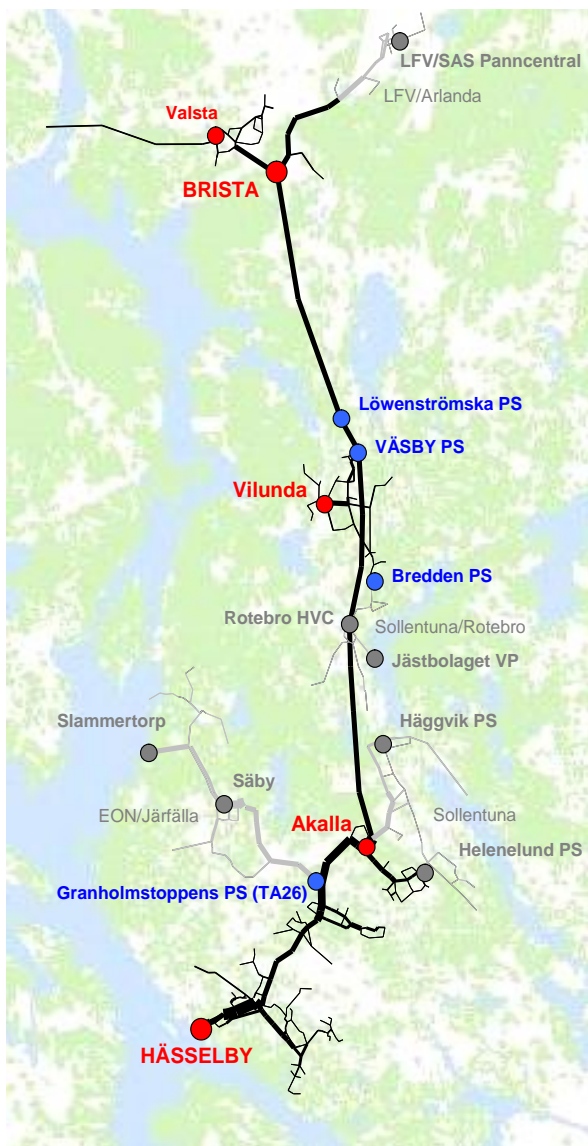 LFV/SAS Panncentral
LFV/Arlanda
Valsta
BRISTA
Löwenströmska PS
VÄSBY PS
Vilunda
Bredden PS
Rotebro HVC
Sollentuna/Rotebro
Jästbolaget VP
Slammertorp
Häggvik PS
Säby
EON/Järfälla
Sollentuna
Akalla
Helenelund PS
Granholmstoppens PS (TA26)
HÄSSELBY